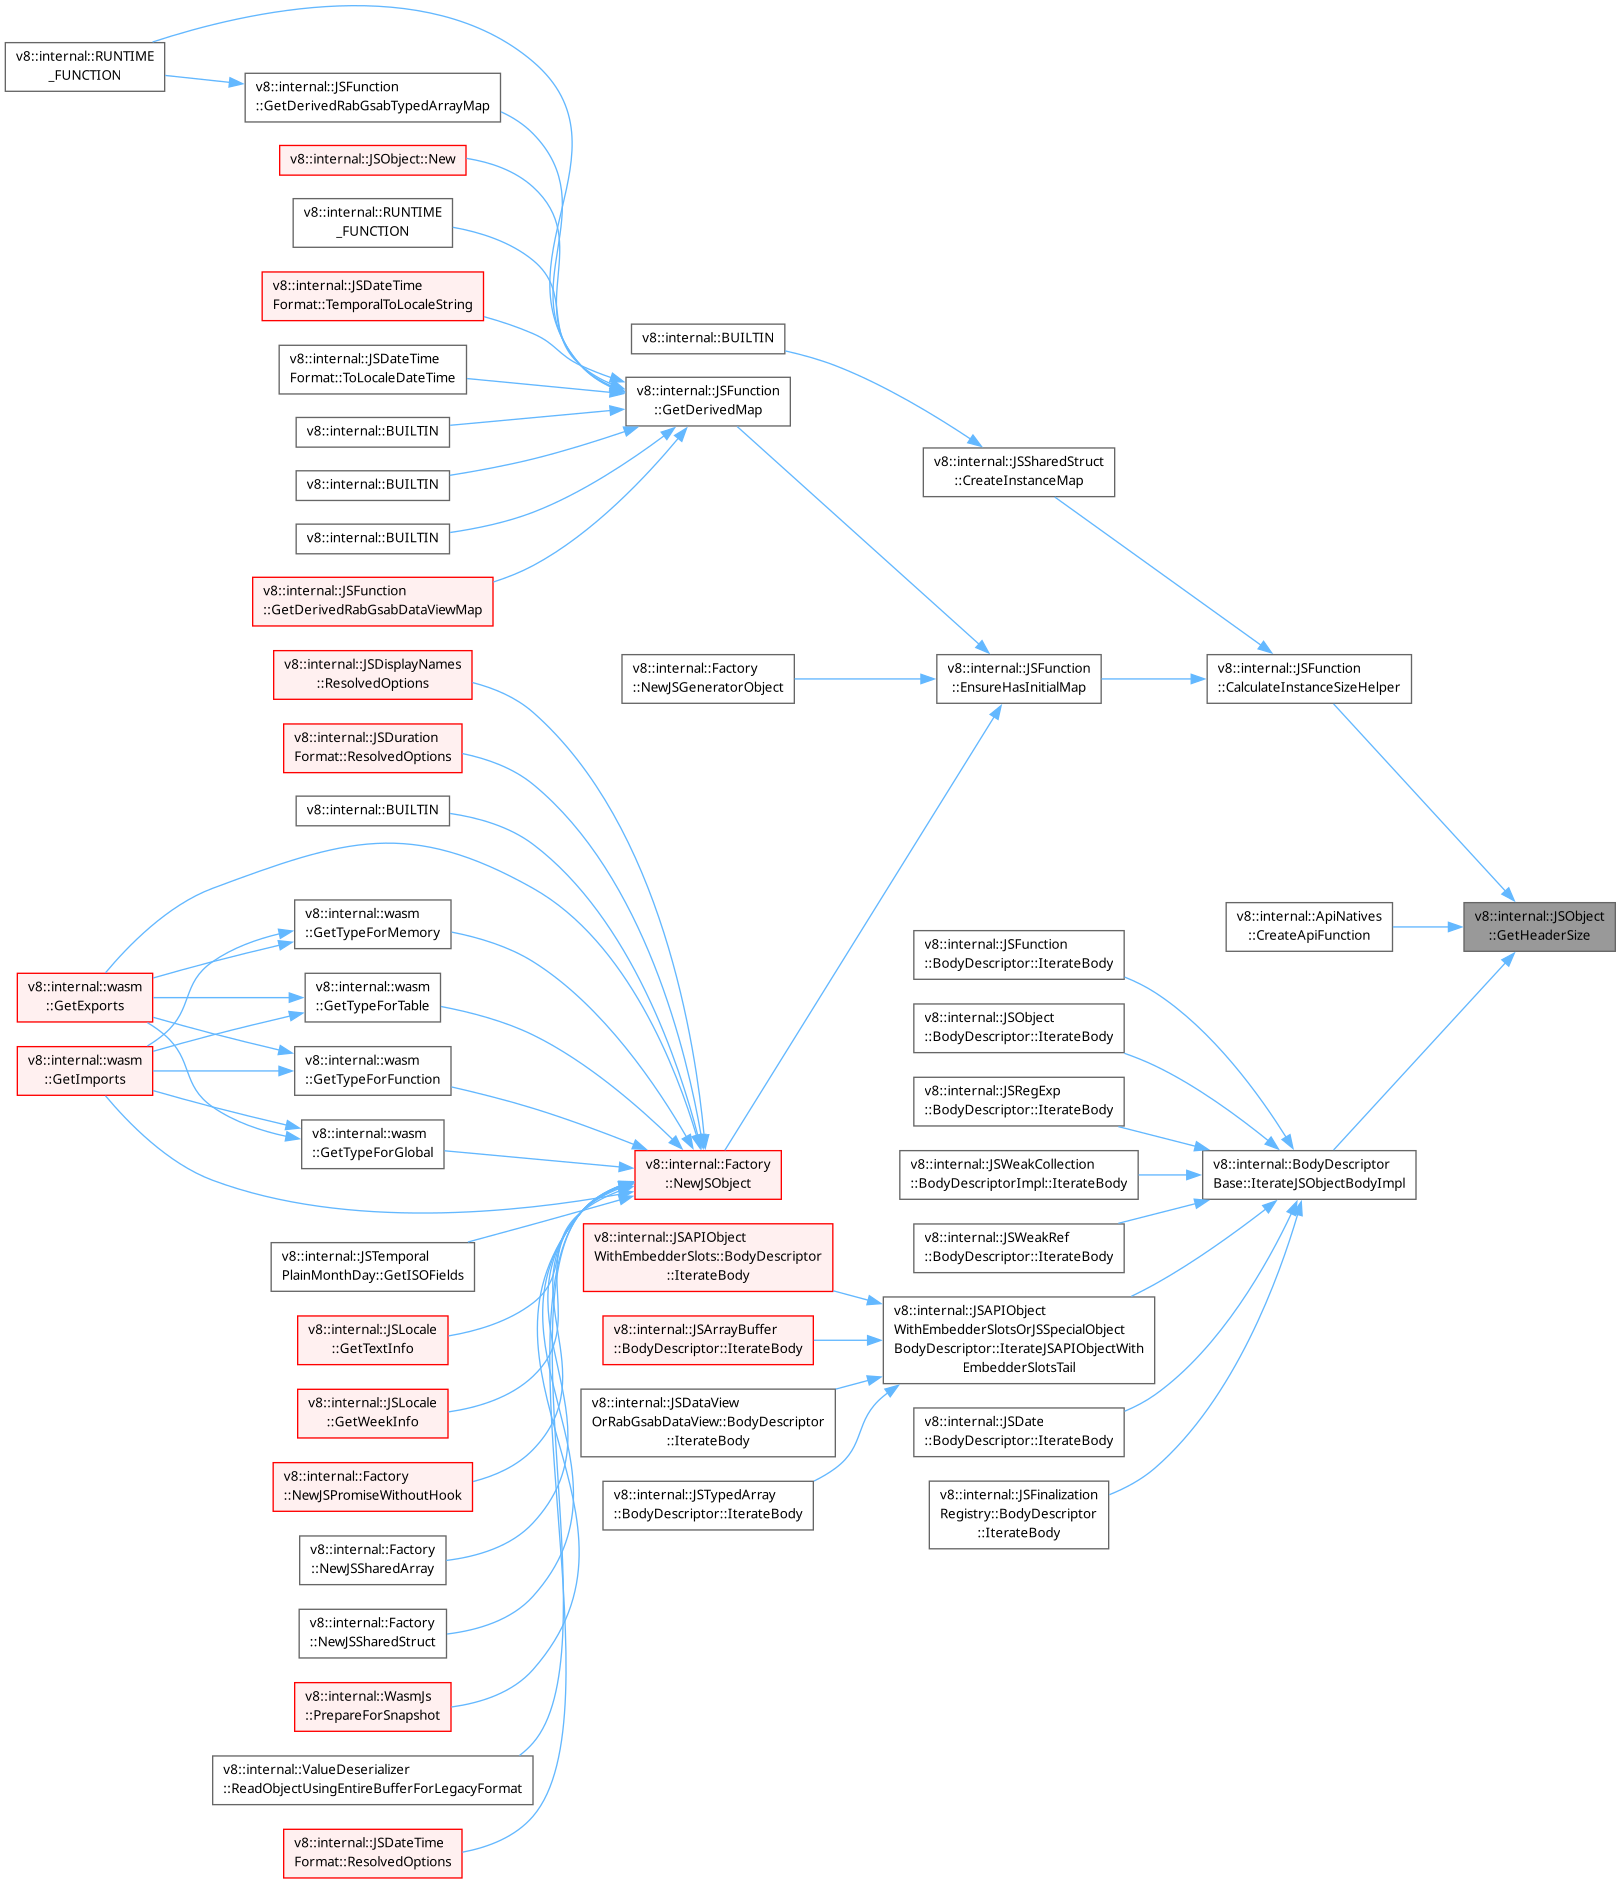 v8::internal::RUNTIME
_FUNCTION
v8::internal::JSFunction
::GetDerivedRabGsabTypedArrayMap
v8::internal::JSObject::New
v8::internal::RUNTIME
_FUNCTION
v8::internal::JSDateTime
Format::TemporalToLocaleString
v8::internal::JSDateTime
Format::ToLocaleDateTime
v8::internal::BUILTIN
v8::internal::BUILTIN
v8::internal::BUILTIN
v8::internal::JSFunction
::GetDerivedRabGsabDataViewMap
v8::internal::BUILTIN
v8::internal::JSFunction
::GetDerivedMap
v8::internal::JSSharedStruct
::CreateInstanceMap
v8::internal::Factory
::NewJSGeneratorObject
v8::internal::JSFunction
::EnsureHasInitialMap
v8::internal::JSFunction
::CalculateInstanceSizeHelper
v8::internal::JSDisplayNames
::ResolvedOptions
v8::internal::JSDuration
Format::ResolvedOptions
v8::internal::BUILTIN
v8::internal::wasm
::GetTypeForMemory
v8::internal::wasm
::GetExports
v8::internal::wasm
::GetTypeForTable
v8::internal::wasm
::GetImports
v8::internal::wasm
::GetTypeForFunction
v8::internal::wasm
::GetTypeForGlobal
v8::internal::Factory
::NewJSObject
v8::internal::ApiNatives
::CreateApiFunction
v8::internal::JSObject
::GetHeaderSize
v8::internal::JSFunction
::BodyDescriptor::IterateBody
v8::internal::JSObject
::BodyDescriptor::IterateBody
v8::internal::JSRegExp
::BodyDescriptor::IterateBody
v8::internal::JSWeakCollection
::BodyDescriptorImpl::IterateBody
v8::internal::BodyDescriptor
Base::IterateJSObjectBodyImpl
v8::internal::JSWeakRef
::BodyDescriptor::IterateBody
v8::internal::JSTemporal
PlainMonthDay::GetISOFields
v8::internal::JSAPIObject
WithEmbedderSlots::BodyDescriptor
::IterateBody
v8::internal::JSArrayBuffer
::BodyDescriptor::IterateBody
v8::internal::JSAPIObject
WithEmbedderSlotsOrJSSpecialObject
BodyDescriptor::IterateJSAPIObjectWith
EmbedderSlotsTail
v8::internal::JSLocale
::GetTextInfo
v8::internal::JSLocale
::GetWeekInfo
v8::internal::JSDataView
OrRabGsabDataView::BodyDescriptor
::IterateBody
v8::internal::JSDate
::BodyDescriptor::IterateBody
v8::internal::Factory
::NewJSPromiseWithoutHook
v8::internal::JSTypedArray
::BodyDescriptor::IterateBody
v8::internal::JSFinalization
Registry::BodyDescriptor
::IterateBody
v8::internal::Factory
::NewJSSharedArray
v8::internal::Factory
::NewJSSharedStruct
v8::internal::WasmJs
::PrepareForSnapshot
v8::internal::ValueDeserializer
::ReadObjectUsingEntireBufferForLegacyFormat
v8::internal::JSDateTime
Format::ResolvedOptions